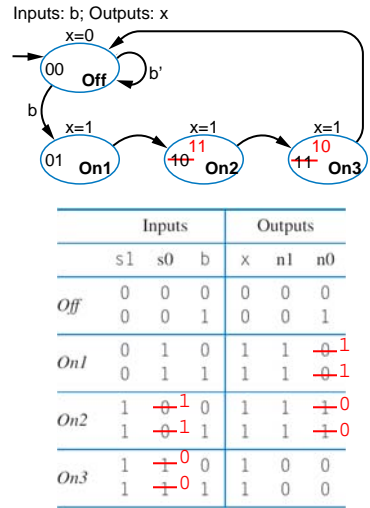 Inputs: b; Outputs: x
x=0
00 Off b'
b
x=1 x=1 x=1
11 10
01 On1 10 On2 11 On3
Inputs Outputs
s1 s0 b x n1 n0
Off 0 0 0 0 0 0
0 0 1 0 0 1
On1 0 1 0 1 1 0 1
0 1 1 1 1 0 1
On2 1 0 1 0 1 1 1 0
1 0 1 1 1 1 1 0
On3 1 1 0 0 1 0 0
1 1 0 1 1 0 0